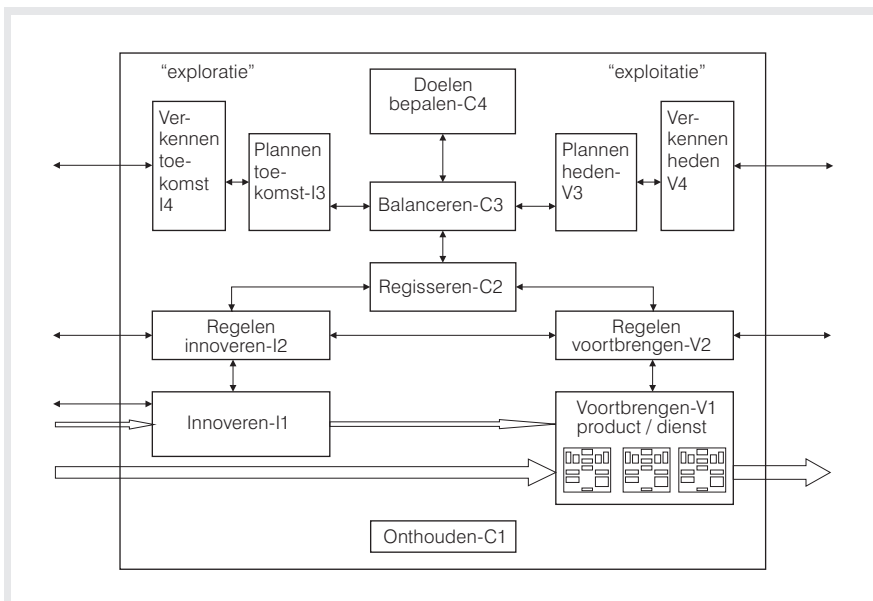 “exploratie”
Doelen
bepalen-C4
“exploitatie”
Ver-
kennen
toe-
komst
I4
Plannen
toe-
komst-I3
Balanceren-C3
Plannen
heden-
V3
Ver-
kennen
heden
V4
Regisseren-C2
Regelen
innoveren-I2
Regelen
voortbrengen-V2
Innoveren-I1
Voortbrengen-V1
product / dienst
Onthouden-C1